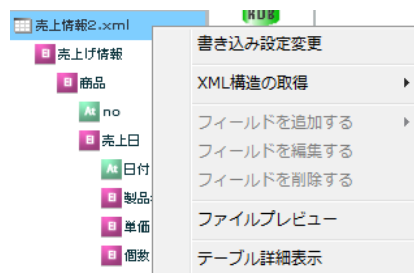 売上情報2.xml
HUB
書き込み設定変更
売上げ情報
商品
XML構造の取得
At no
フィールドを追加する
売上日
フィールドを編集する
At 日付
フィールドを削除する
製品
単価
ファイルプレビュー
個数
テーブル詳細表示